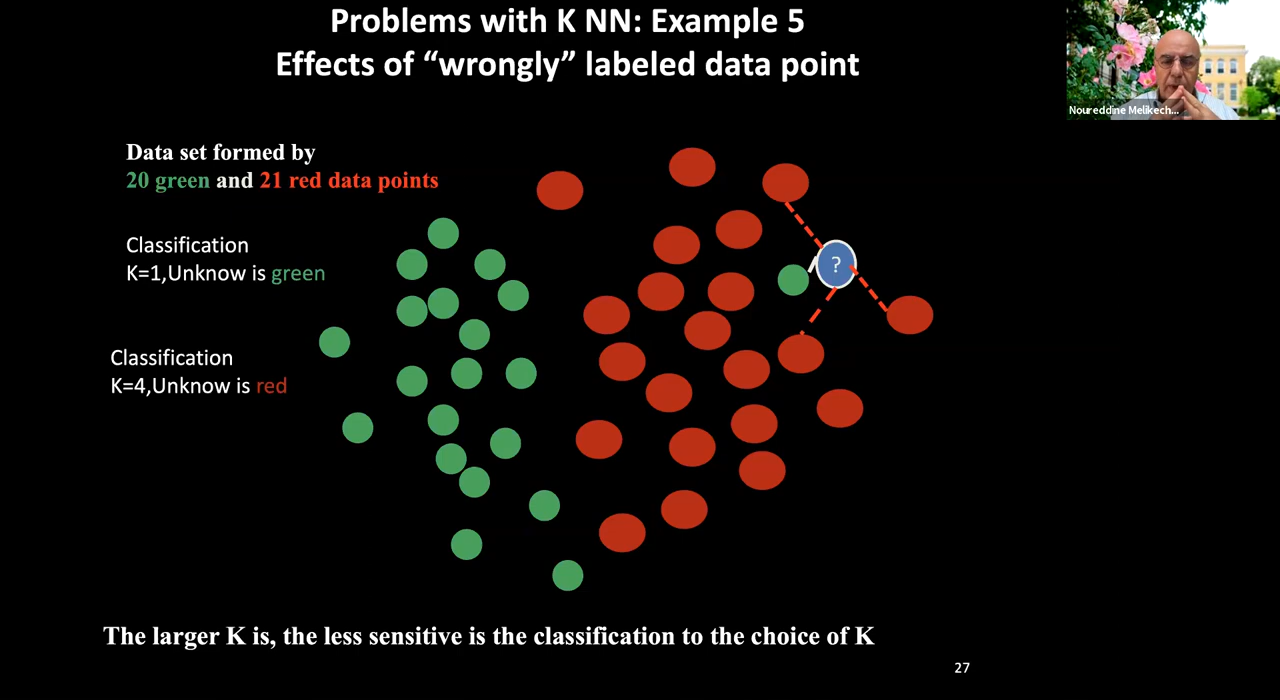 Problems with K NN: Example 5
Effects of “wrongly” labeled data point
Noureddine Melikech...
Data set formed by
20 green and 21 red data points
Classification
K=1,Unknow is green
?
Classification
K=4,Unknow is red
The larger K is, the less sensitive is the classification to the choice of K
27